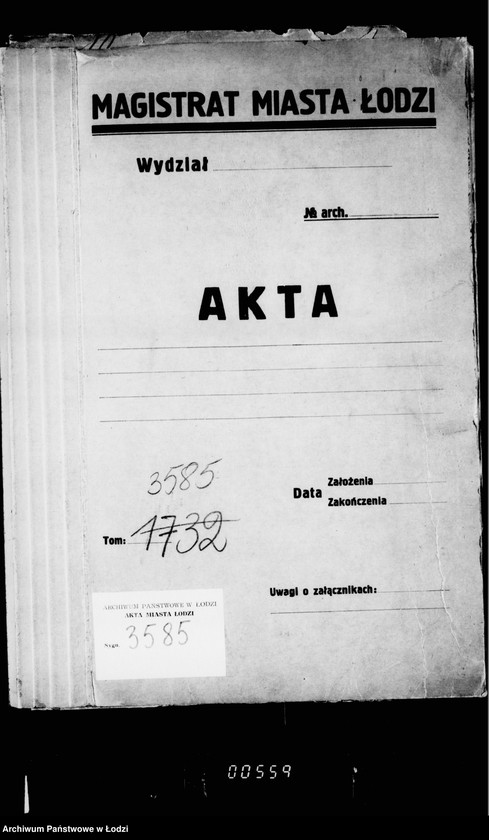 MAGISTRAT MIASTA ŁODZI
Wydział
№ arch.
AKTA
3585
Data Założenia
Zakończenia
Tom: 1732
Uwagi o załącznikach:
ARCHIWUM PAŃSTWOWE W ŁODZI
AKTA MIASTA ŁODZI
Sygn. 3585
00559
Archiwum Państwowe w Łodzi